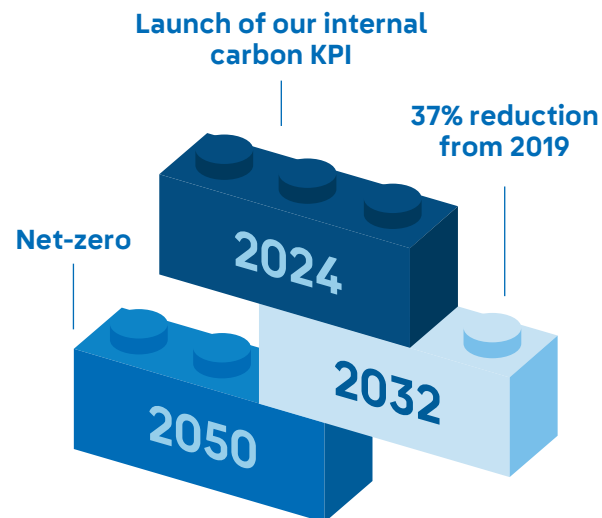 Launch of our internal
carbon KPI
37% reduction
from 2019
Net-zero
2024
2032
2050